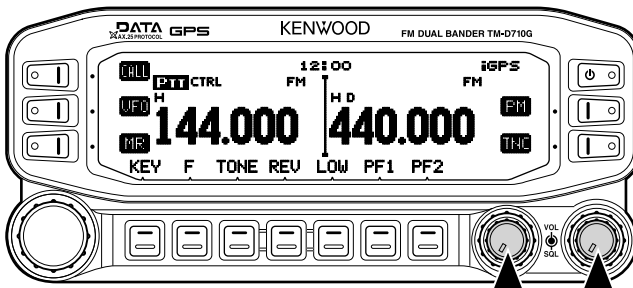 DATA GPS KENWOOD FM DUAL BANDER TM-D710G
AX.25 PROTOCOL
CALL 12:00 iGPS
PTT CTRL FM FM
VFO H H D PM
144.000 440.000
MR TNC
KEY F TONE REV LOW PF1 PF2
VOL
SQL